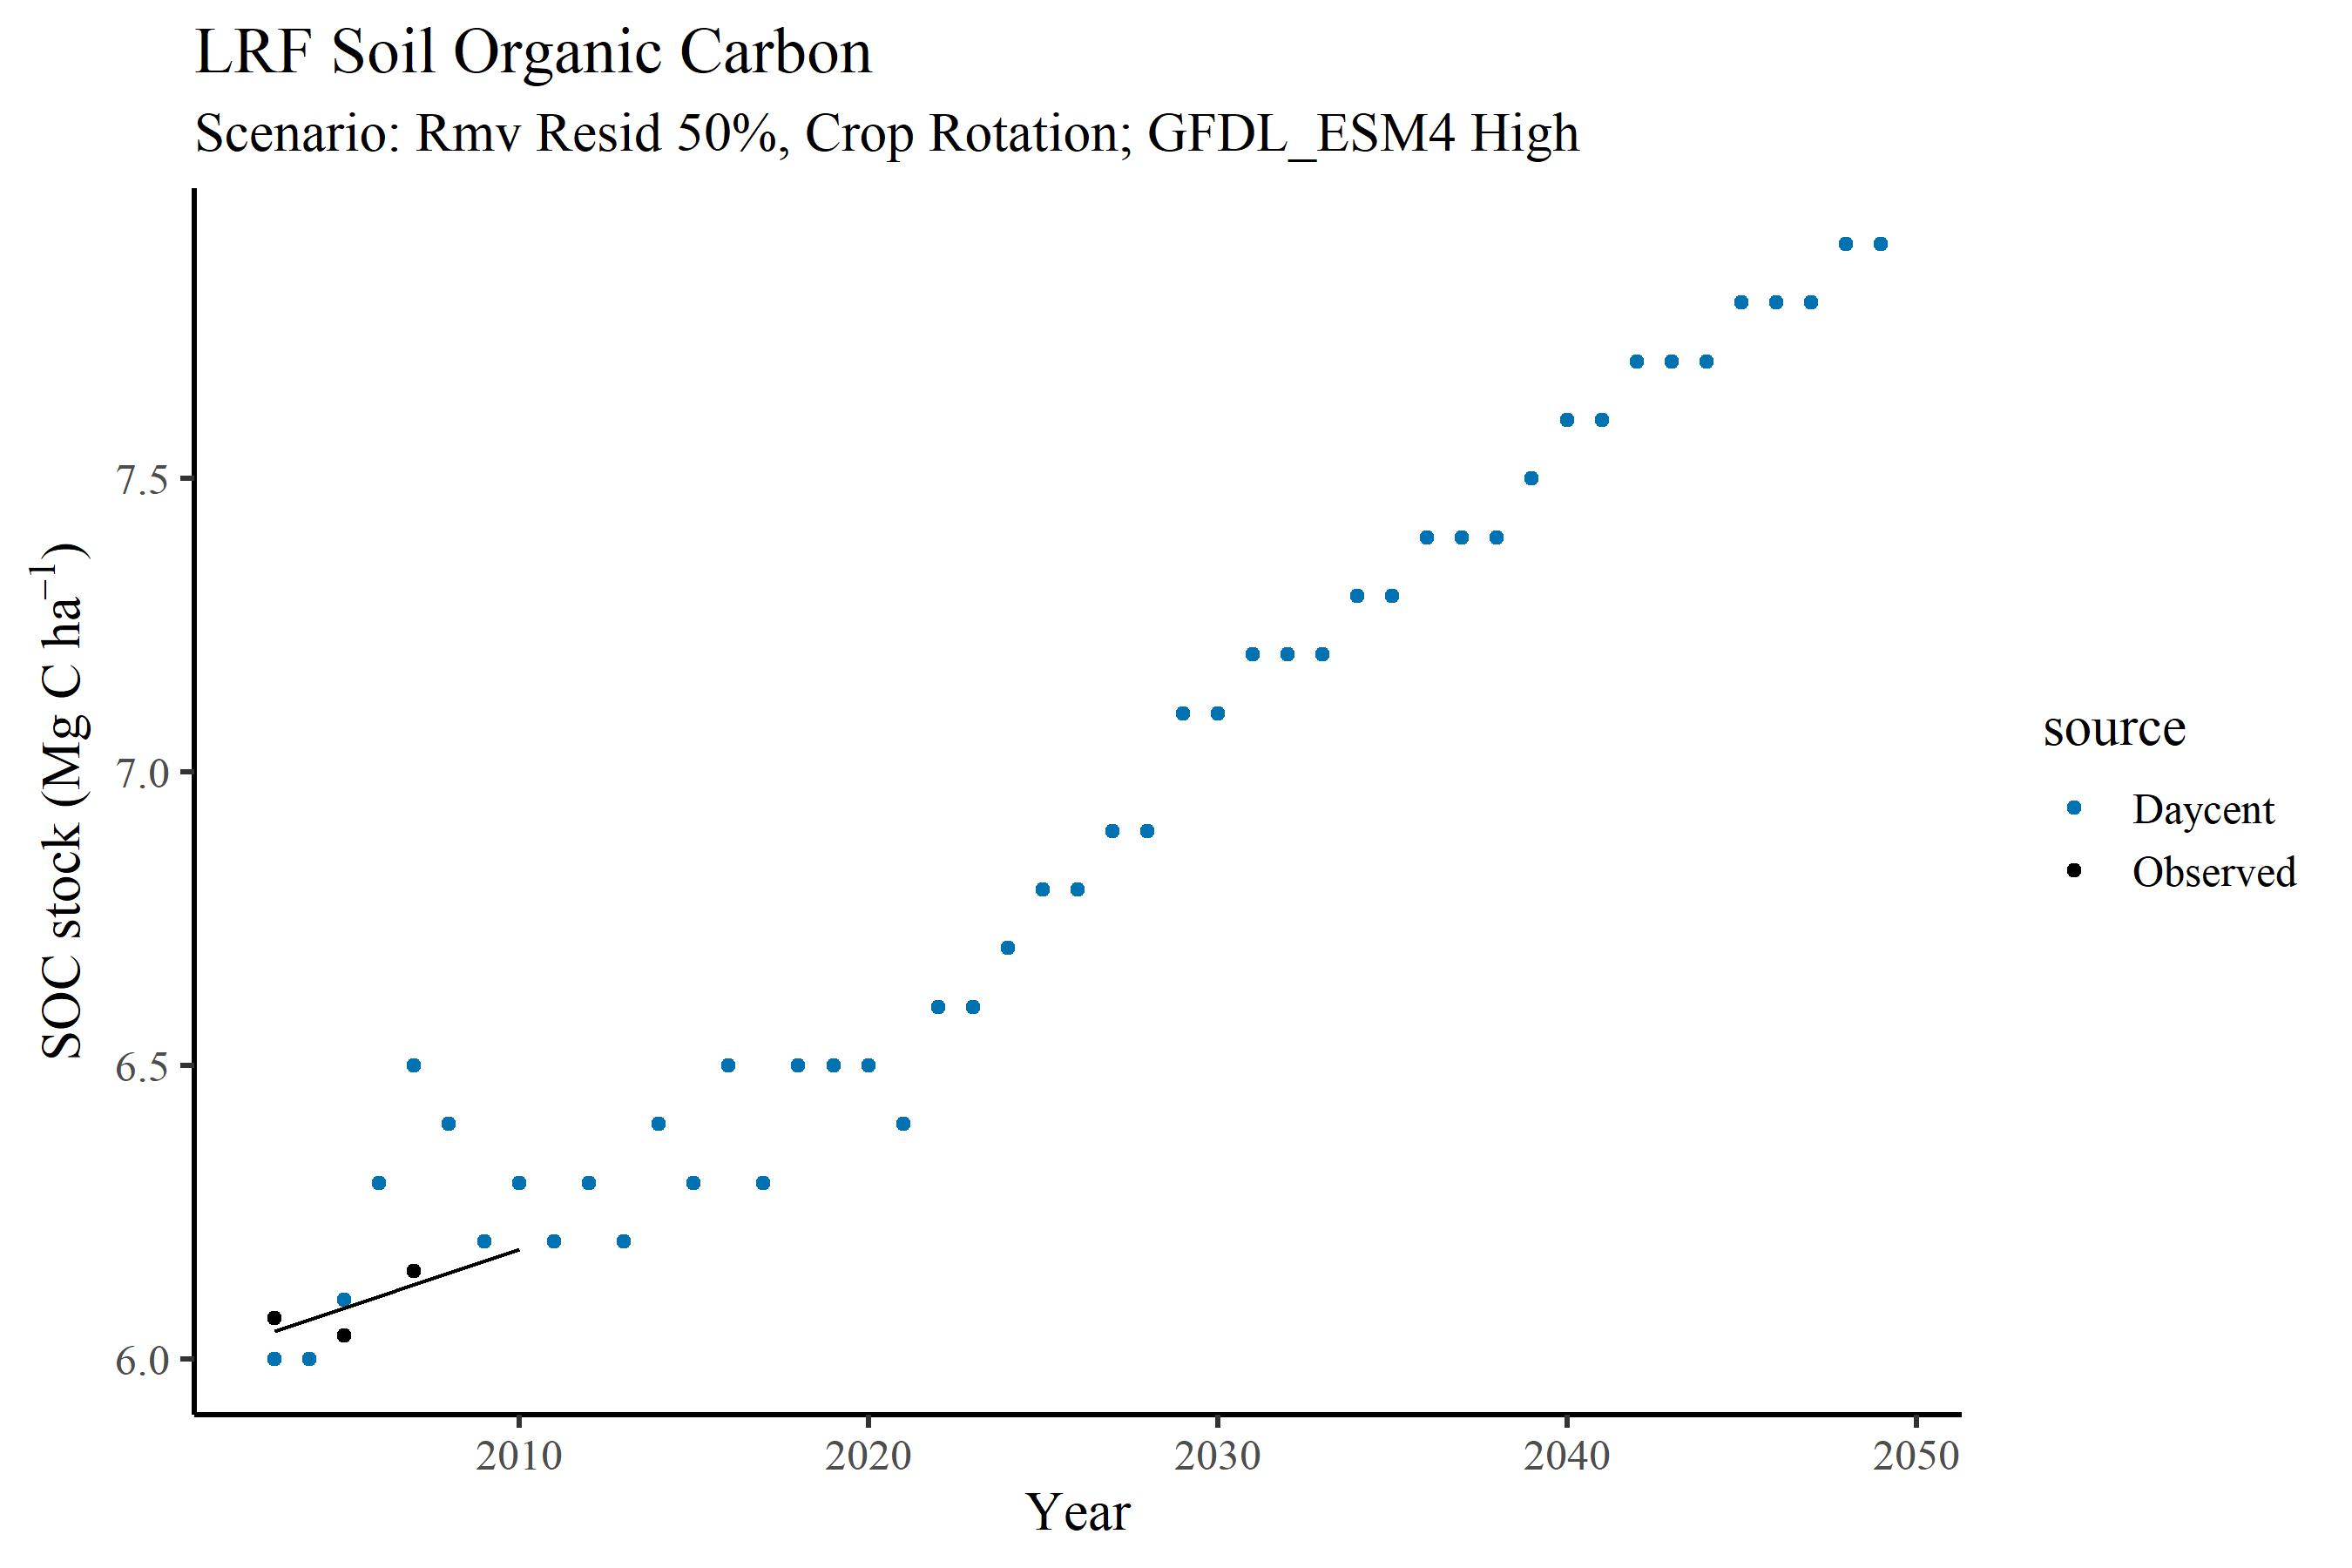 LRF Soil Organic Carbon
Scenario: Rmv Resid 50%, Crop Rotation; GFDL_ESM4 High
SOC stock (Mg C ha⁻¹)
7.5
7.0
6.5
6.0
2010 2020 2030 2040 2050
Year
source
Daycent
Observed